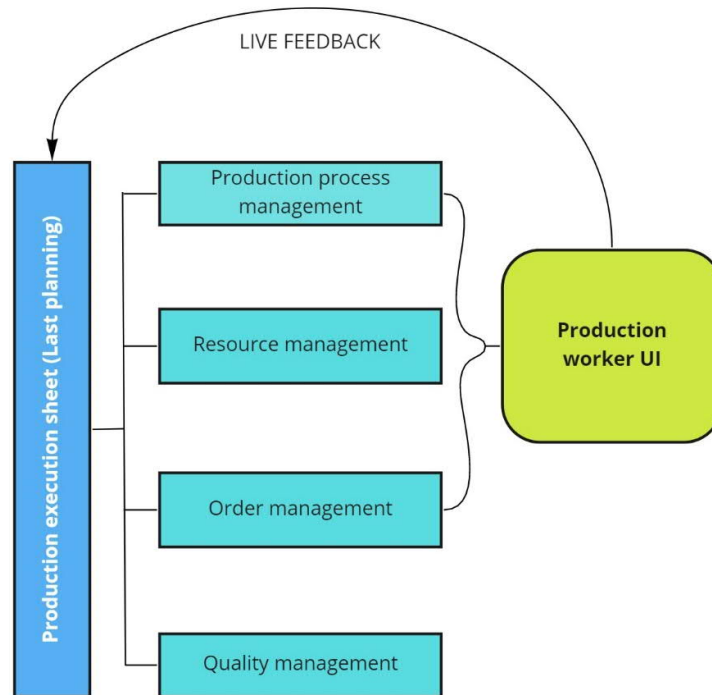 LIVE FEEDBACK
Production execution sheet (Last planning)
Production process
management
Resource management
Order management
Quality management
Production
worker UI